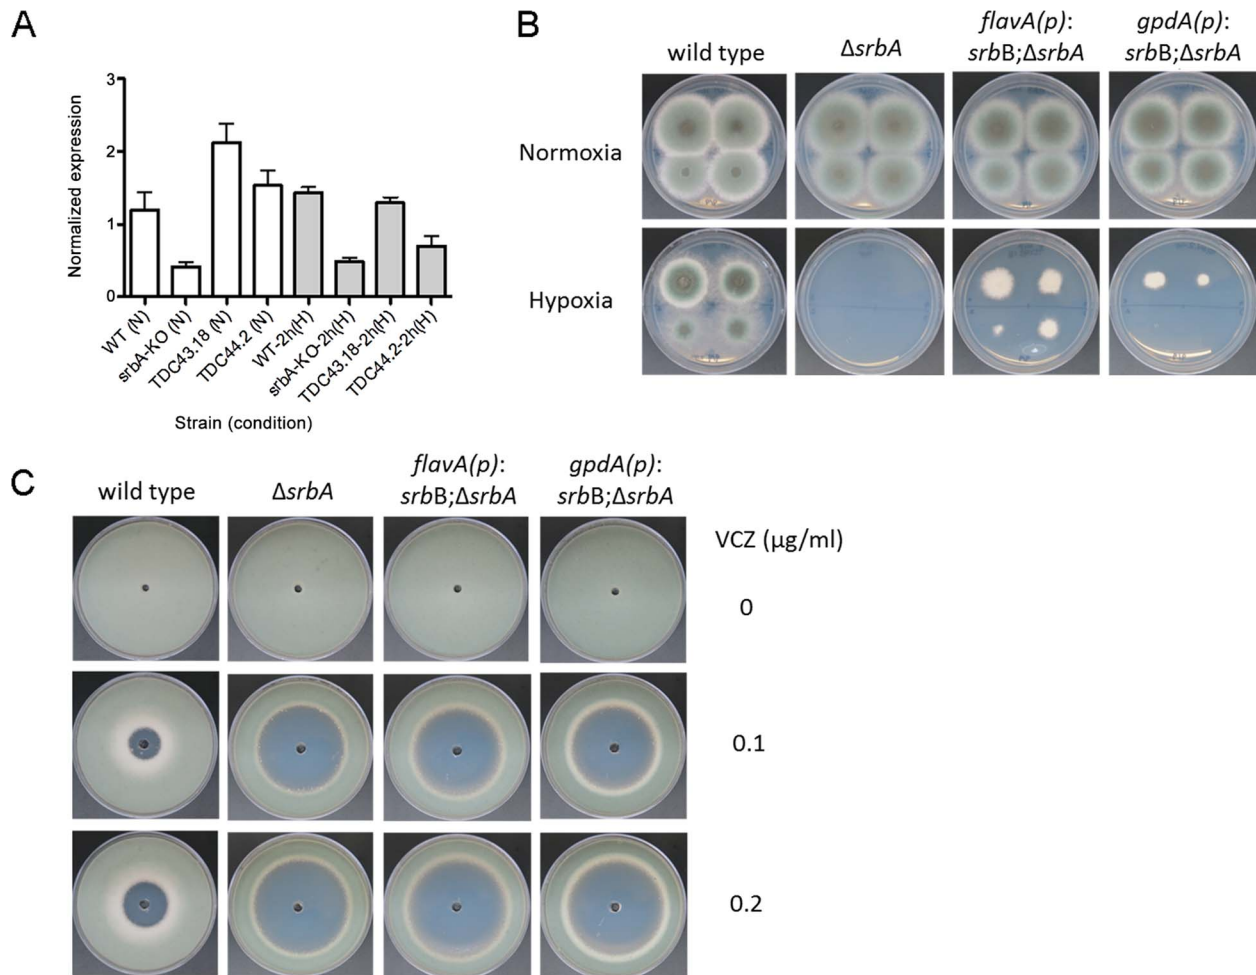 A
3
2
1
0
Normalized expression
WT (N)
srbA-KO (N)
TDC43.18 (N)
TDC44.2 (N)
WT-2h(H)
srbA-KO-2h(H)
TDC43.18-2h(H)
TDC44.2-2h(H)
Strain (condition)
B
wild type
ΔsrbA
flavA(p):
srbB;ΔsrbA
gpdA(p):
srbB;ΔsrbA
Normoxia
Hypoxia
C
wild type
ΔsrbA
flavA(p):
srbB;ΔsrbA
gpdA(p):
srbB;ΔsrbA
VCZ (µg/ml)
0
0.1
0.2